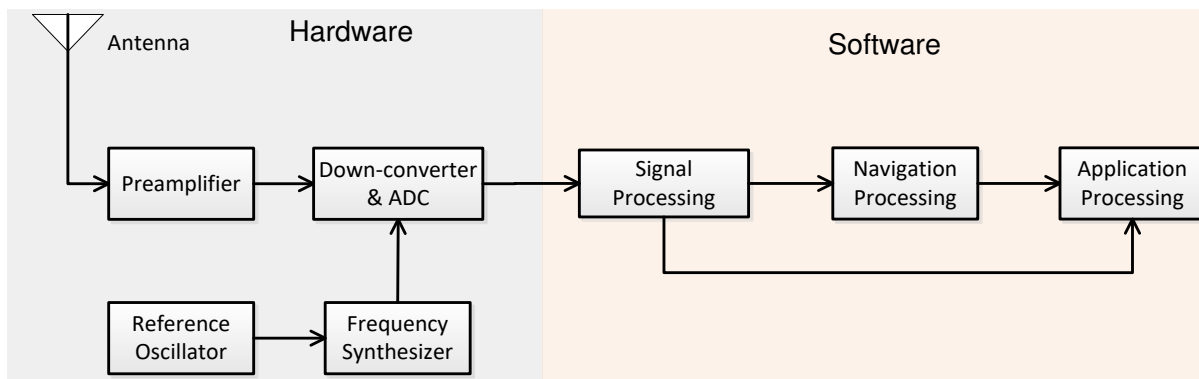 Hardware
Software
Antenna
Preamplifier
Down-converter
& ADC
Signal
Processing
Navigation
Processing
Application
Processing
Reference
Oscillator
Frequency
Synthesizer